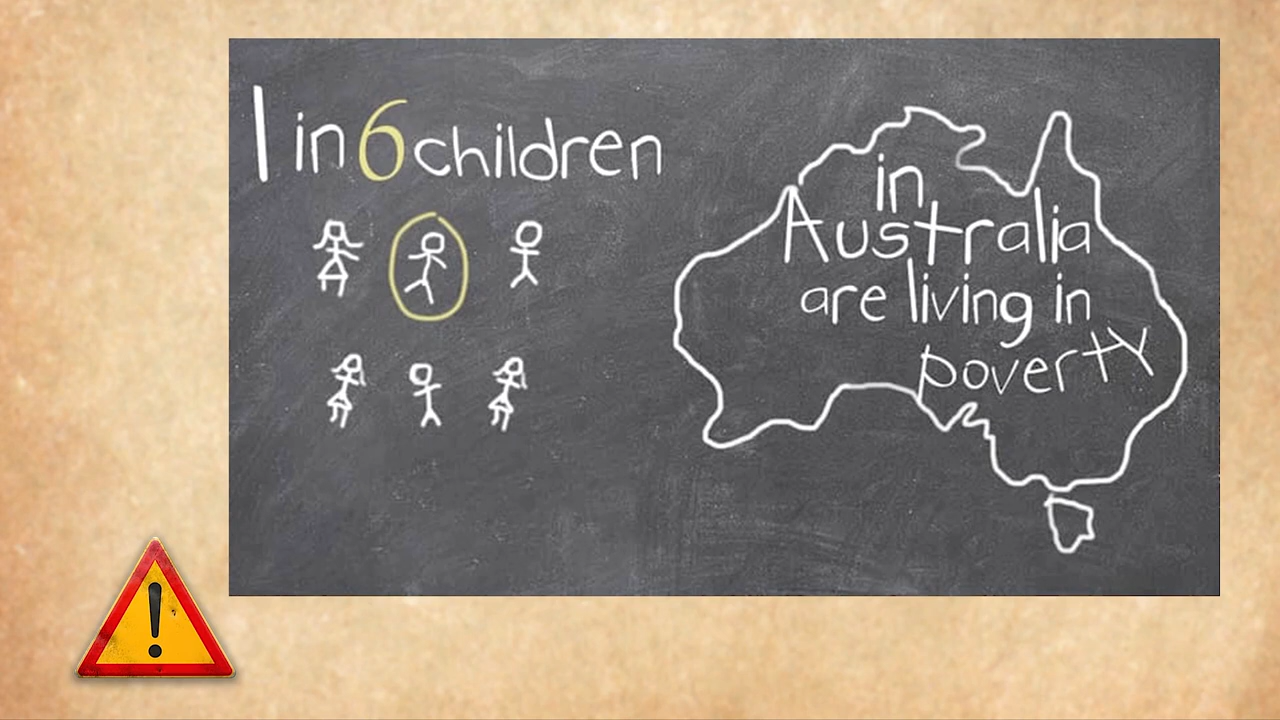 1 in 6 children
in
Australia
are living in
poverty
!